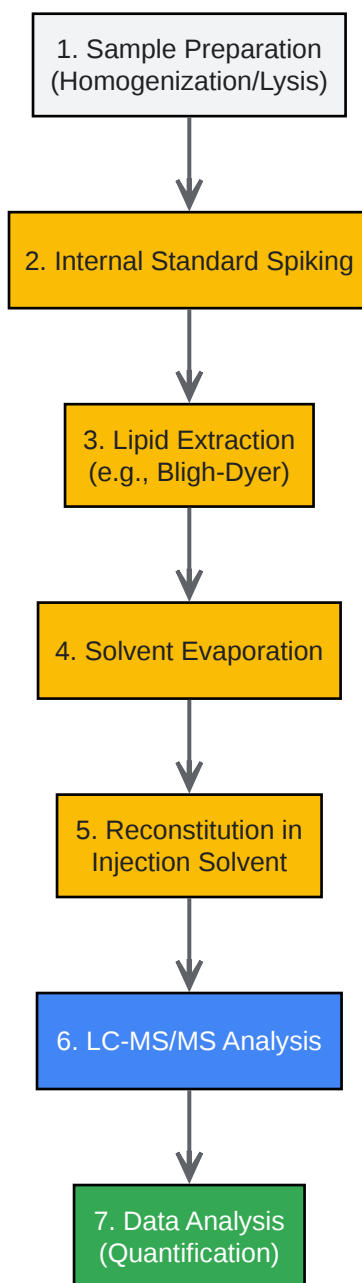 1. Sample Preparation
(Homogenization/Lysis)
2. Internal Standard Spiking
3. Lipid Extraction
(e.g., Bligh-Dyer)
4. Solvent Evaporation
5. Reconstitution in
Injection Solvent
6. LC-MS/MS Analysis
7. Data Analysis
(Quantification)